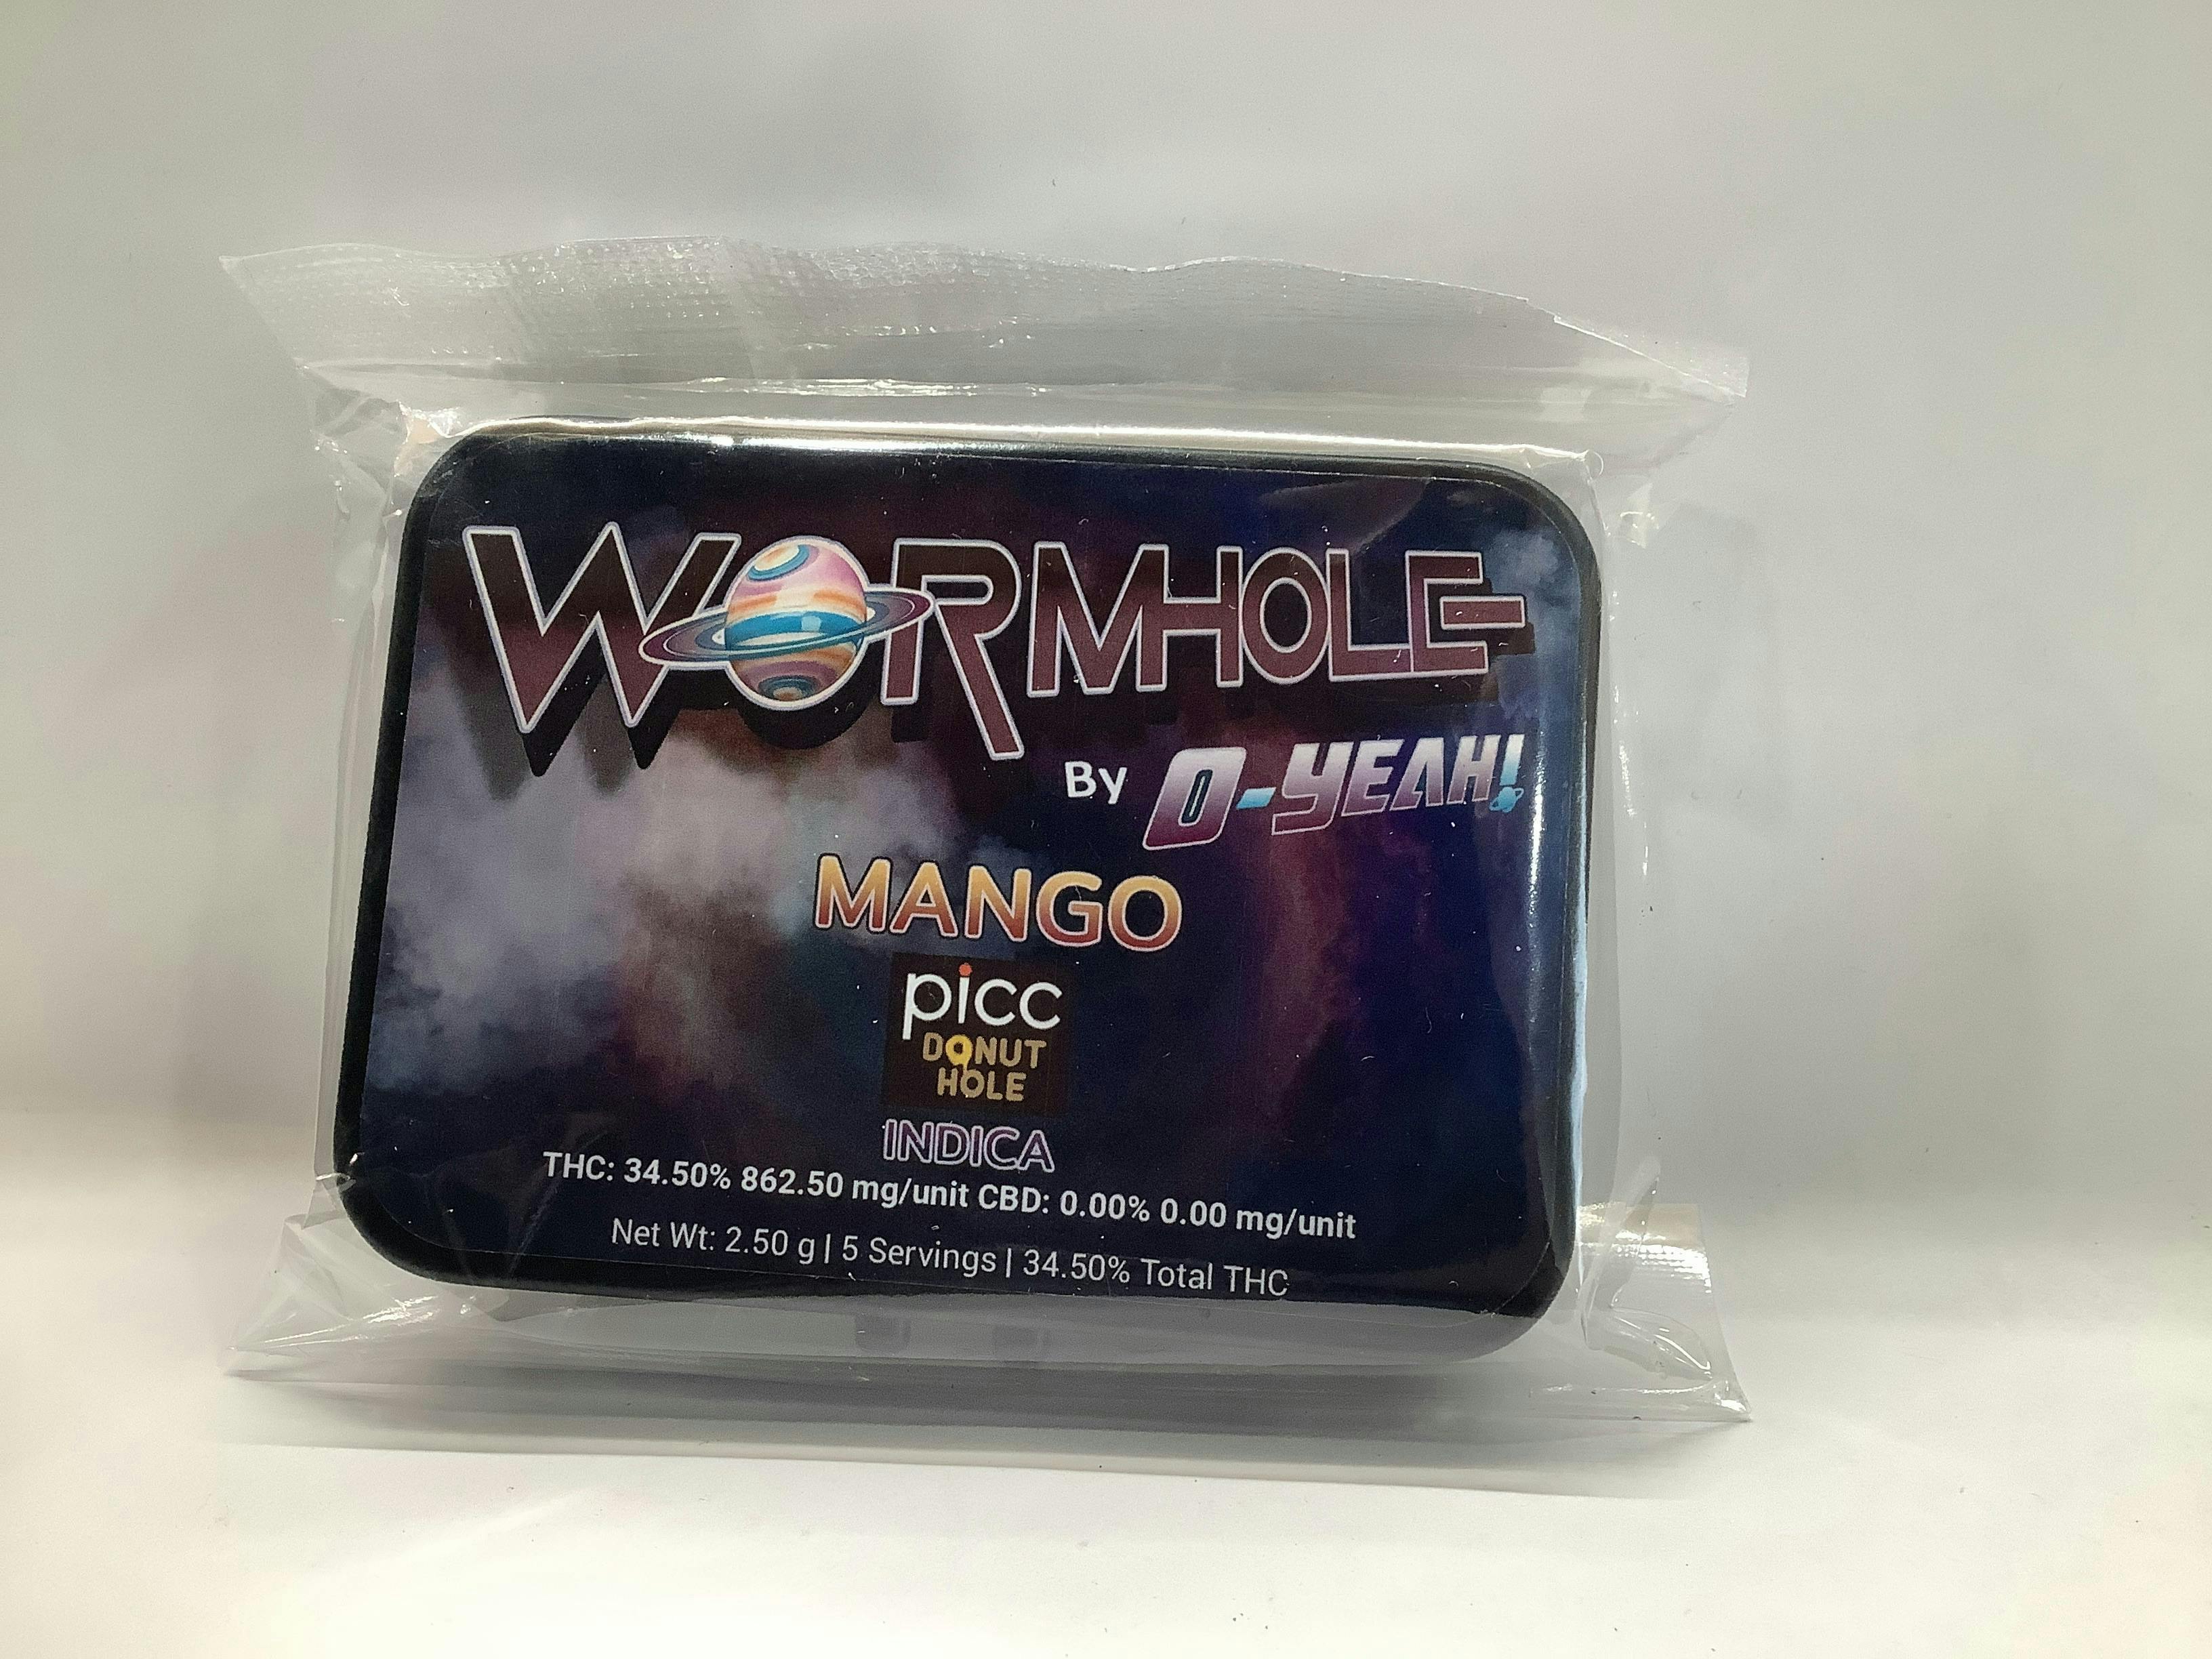 WORMHOLE
By O-YEAH!
MANGO
picc
DONUT
HOLE
INDICA
THC: 34.50% 862.50 mg/unit CBD: 0.00% 0.00 mg/unit
Net Wt: 2.50 g | 5 Servings | 34.50% Total THC